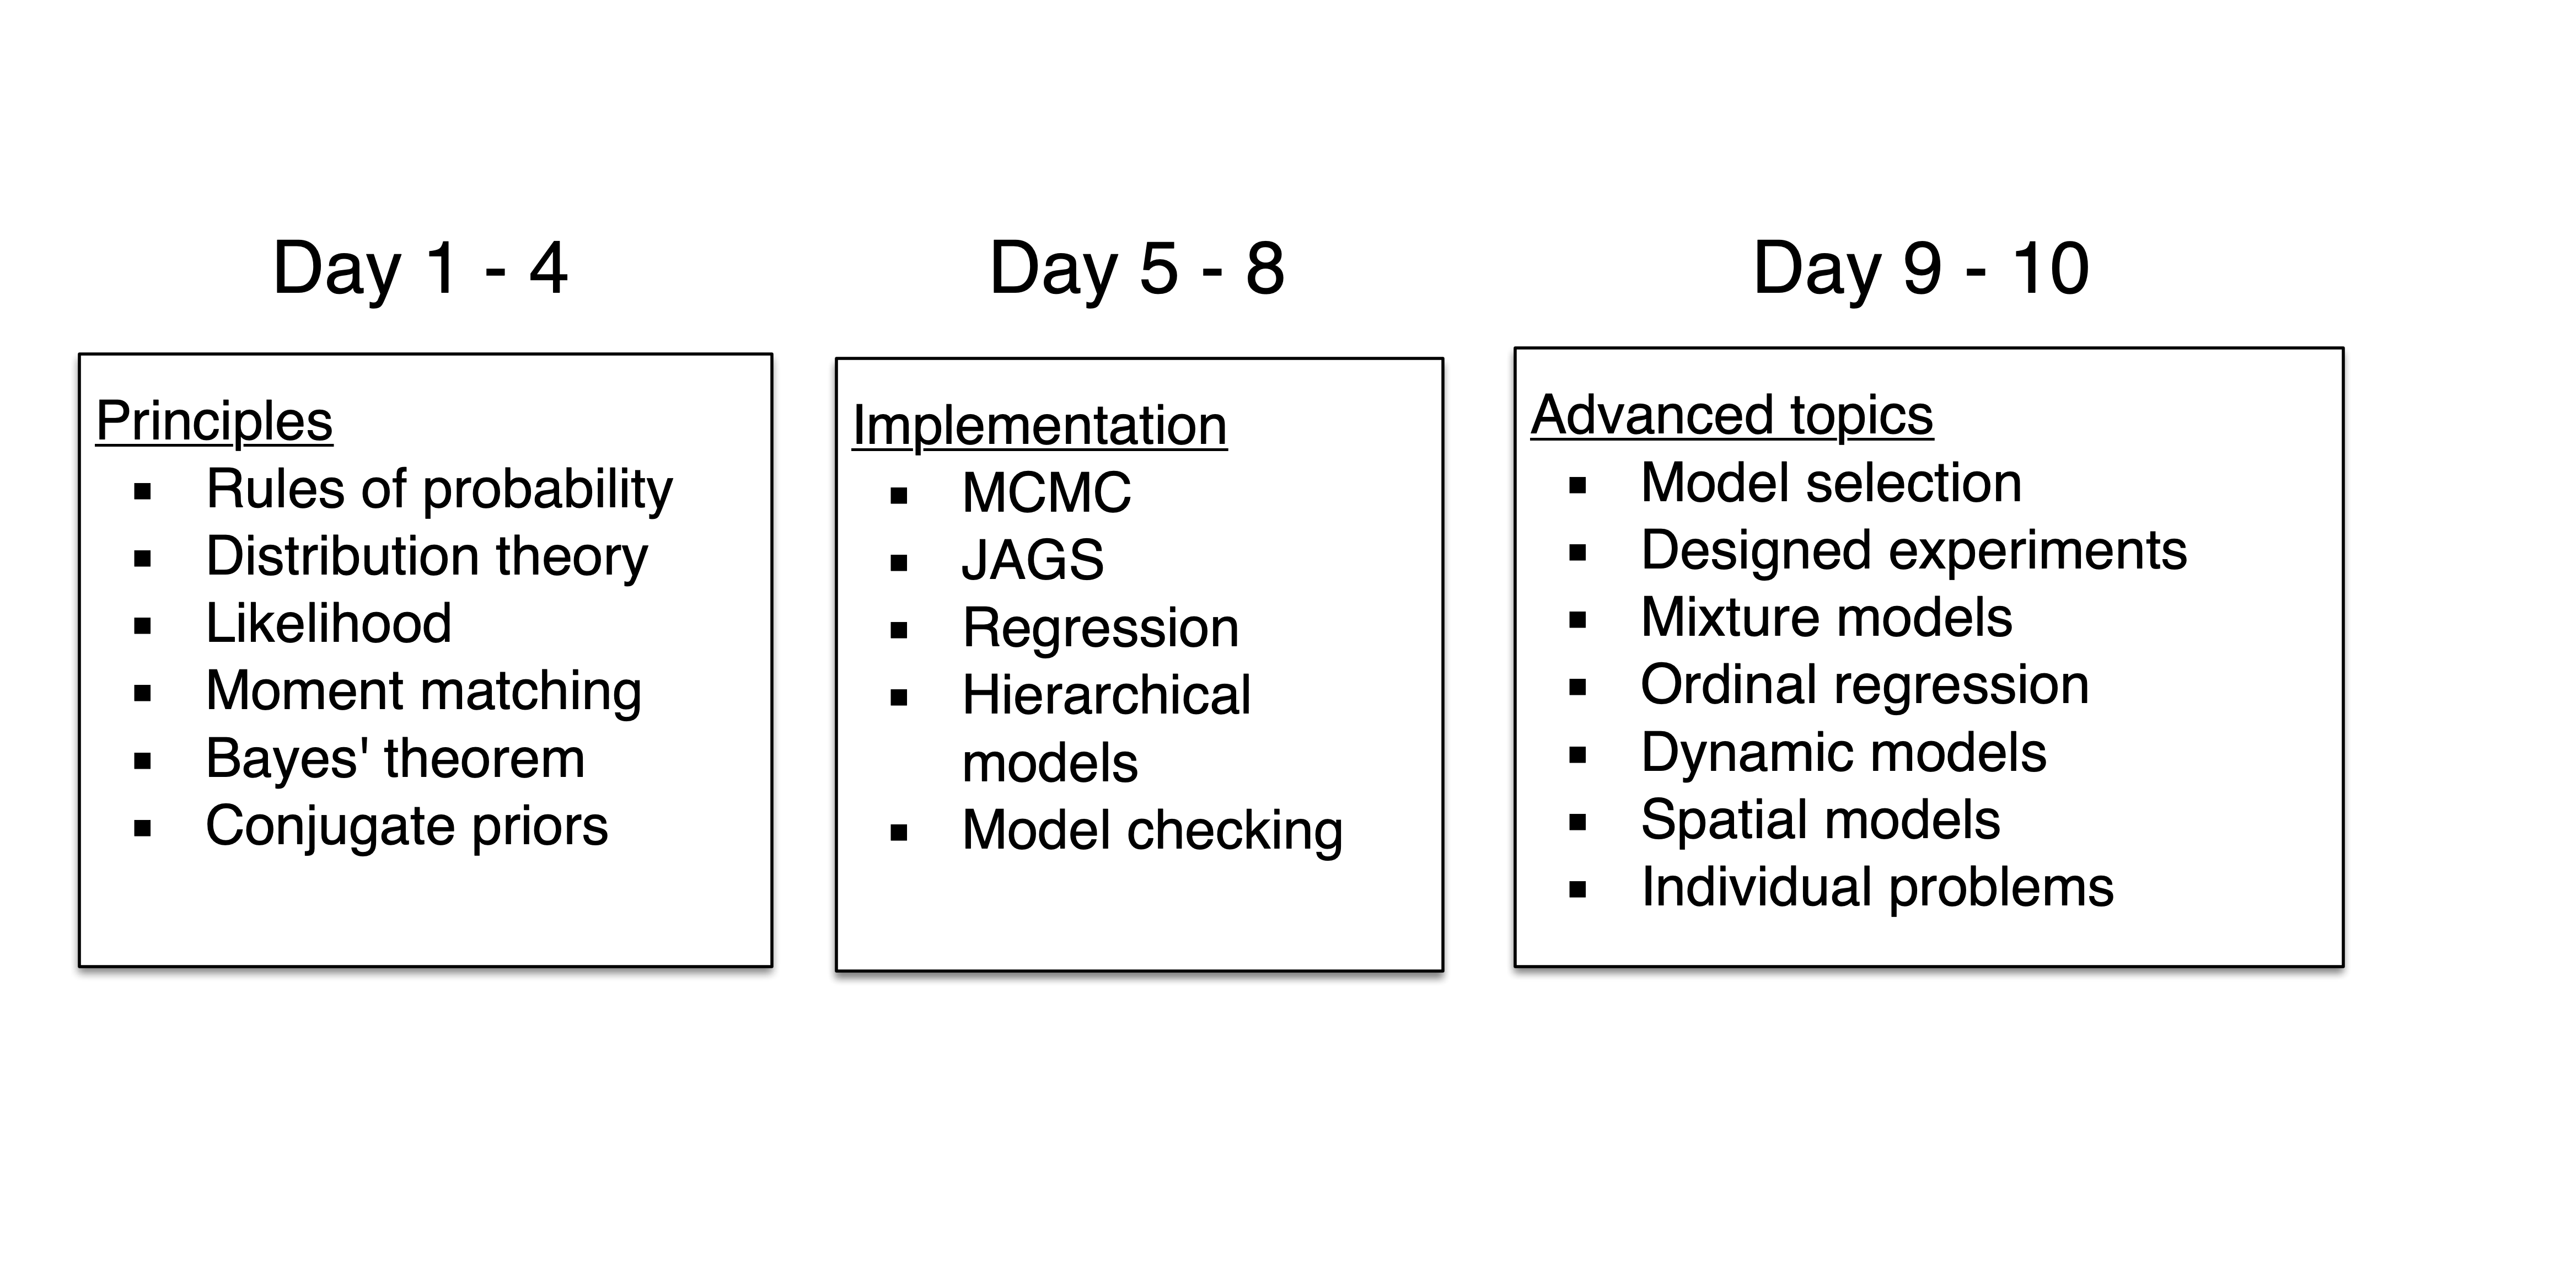 Day 1 - 4
Principles
▪ Rules of probability
▪ Distribution theory
▪ Likelihood
▪ Moment matching
▪ Bayes' theorem
▪ Conjugate priors
Day 5 - 8
Implementation
▪ MCMC
▪ JAGS
▪ Regression
▪ Hierarchical
models
▪ Model checking
Day 9 - 10
Advanced topics
▪ Model selection
▪ Designed experiments
▪ Mixture models
▪ Ordinal regression
▪ Dynamic models
▪ Spatial models
▪ Individual problems